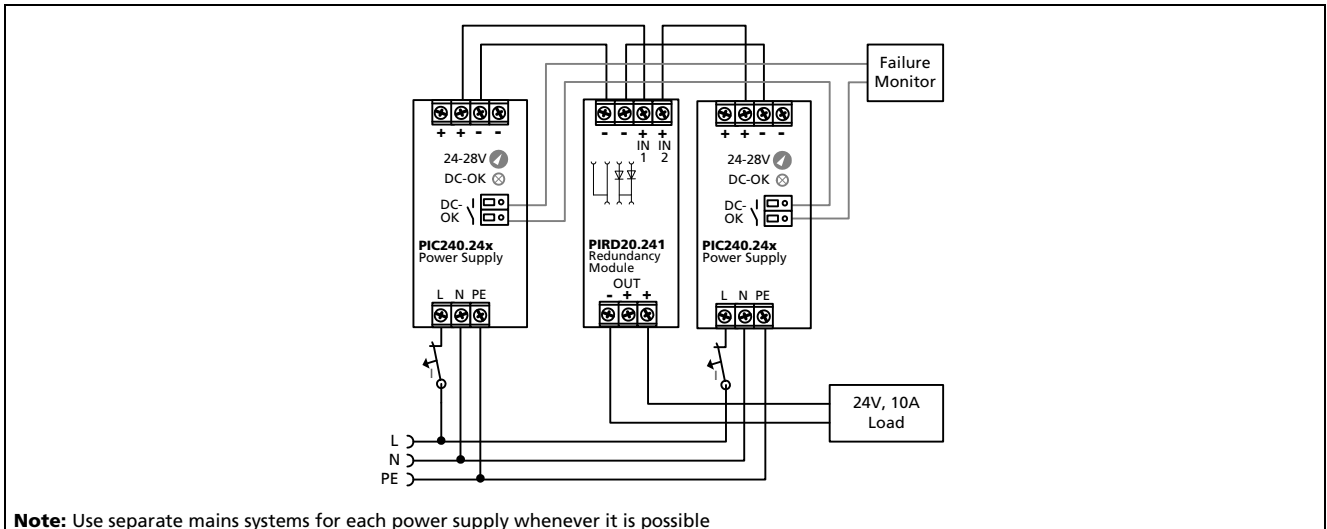 Failure
Monitor
+ + - -
- - + +
IN IN
1 2
+ + - -
24-28V
DC-OK
DC-
OK
PIC240.24x
Power Supply
L N PE
PIRD20.241
Redundancy
Module
OUT
- + +
24-28V
DC-OK
DC-
OK
PIC240.24x
Power Supply
L N PE
I
I
24V, 10A
Load
L
N
PE
Note: Use separate mains systems for each power supply whenever it is possible